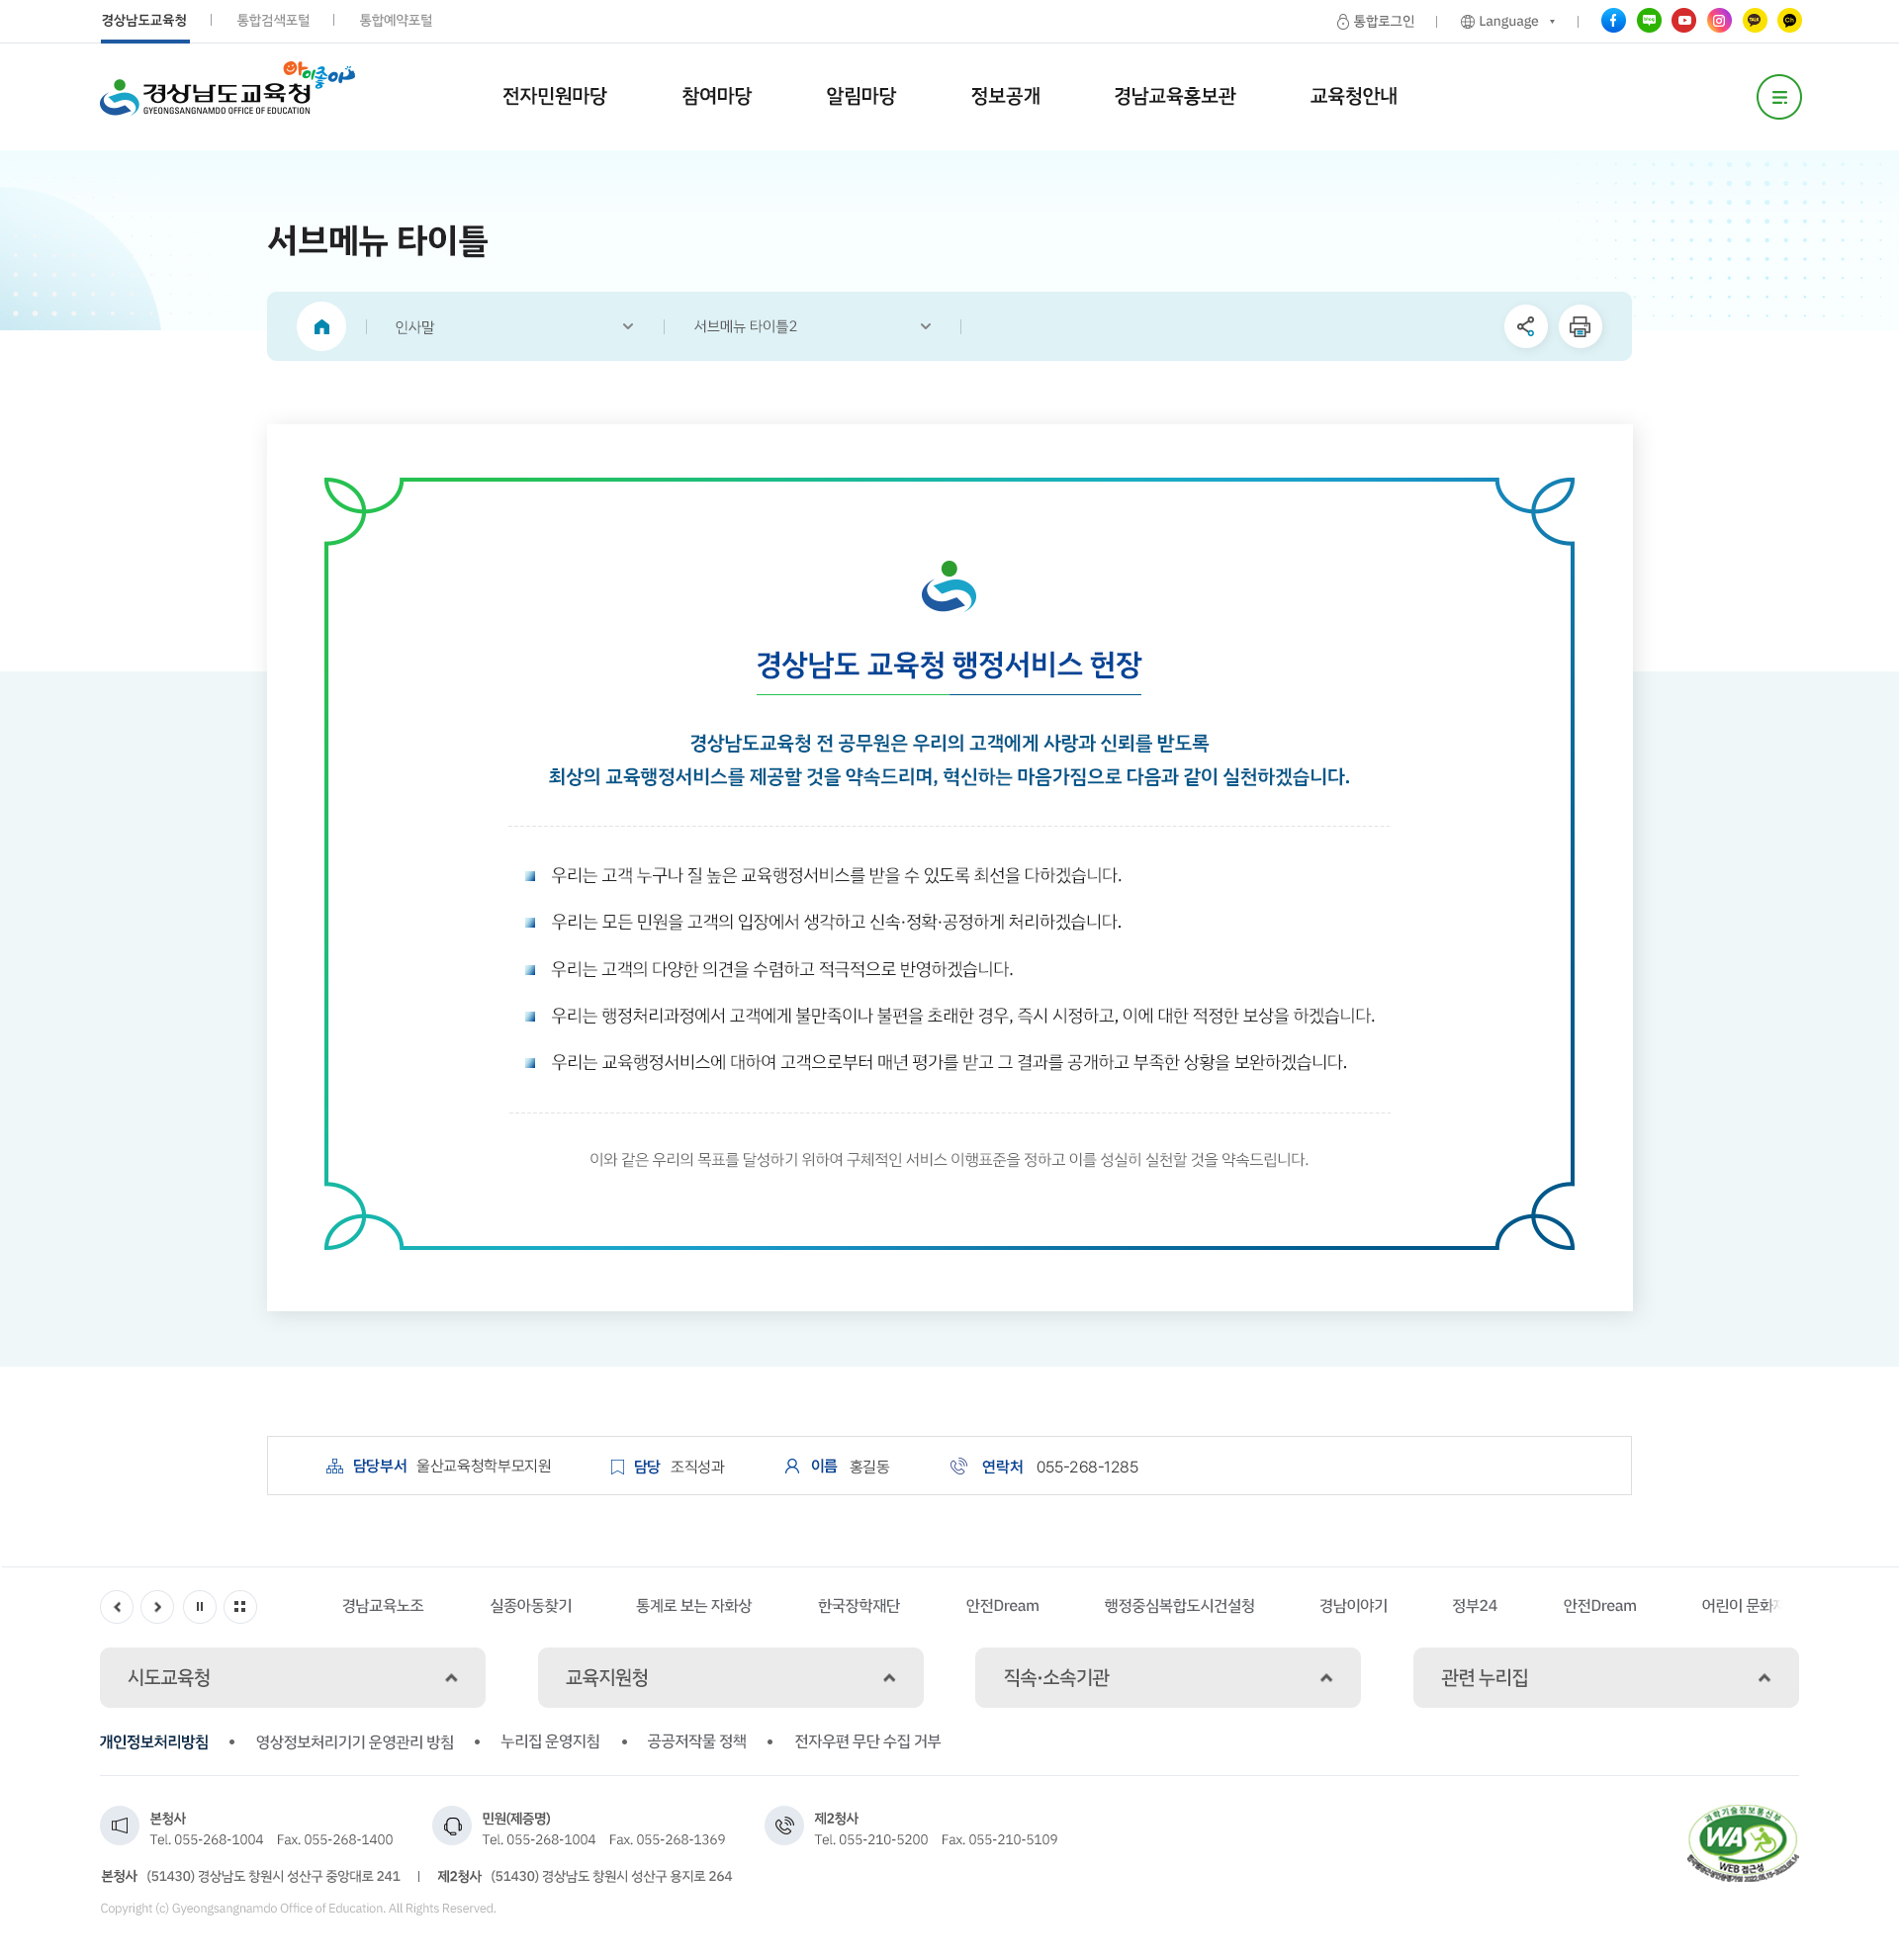 경상남도교육청
통합검색포털
통합예약포털
통합로그인
Language
아이좋아
경상남도교육청
GYEONGSANGNAMDO OFFICE OF EDUCATION
전자민원마당
참여마당
알림마당
정보공개
경남교육홍보관
교육청안내
서브메뉴 타이틀
인사말
서브메뉴 타이틀2
경상남도 교육청 행정서비스 헌장
경상남도교육청 전 공무원은 우리의 고객에게 사랑과 신뢰를 받도록
최상의 교육행정서비스를 제공할 것을 약속드리며, 혁신하는 마음가짐으로 다음과 같이 실천하겠습니다.
우리는 고객 누구나 질 높은 교육행정서비스를 받을 수 있도록 최선을 다하겠습니다.
우리는 모든 민원을 고객의 입장에서 생각하고 신속·정확·공정하게 처리하겠습니다.
우리는 고객의 다양한 의견을 수렴하고 적극적으로 반영하겠습니다.
우리는 행정처리과정에서 고객에게 불만족이나 불편을 초래한 경우, 즉시 시정하고, 이에 대한 적정한 보상을 하겠습니다.
우리는 교육행정서비스에 대하여 고객으로부터 매년 평가를 받고 그 결과를 공개하고 부족한 상황을 보완하겠습니다.
이와 같은 우리의 목표를 달성하기 위하여 구체적인 서비스 이행표준을 정하고 이를 성실히 실천할 것을 약속드립니다.
담당부서 울산교육청학부모지원
담당 조직성과
이름 홍길동
연락처 055-268-1285
경남교육노조
실종아동찾기
통계로 보는 자화상
한국장학재단
안전Dream
행정중심복합도시건설청
경남이야기
정부24
안전Dream
어린이 문화
시도교육청
교육지원청
직속·소속기관
관련 누리집
개인정보처리방침
영상정보처리기기 운영관리 방침
누리집 운영지침
공공저작물 정책
전자우편 무단 수집 거부
본청사
Tel. 055-268-1004 Fax. 055-268-1400
민원(제증명)
Tel. 055-268-1004 Fax. 055-268-1369
제2청사
Tel. 055-210-5200 Fax. 055-210-5109
과학기술정보통신부
WA
WEB 접근성
본청사 (51430) 경상남도 창원시 성산구 중앙대로 241
제2청사 (51430) 경상남도 창원시 성산구 용지로 264
Copyright (c) Gyeongsangnamdo Office of Education. All Rights Reserved.